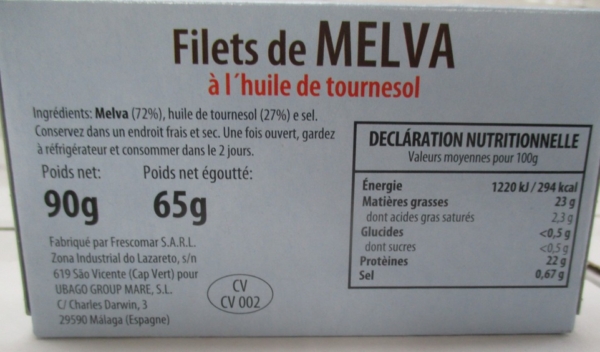 Filets de MELVA
à l´huile de tournesol
Ingrédients: Melva (72%), huile de tournesol (27%) e sel.
Conservez dans un endroit frais et sec. Une fois ouvert, gardez
à réfrigérateur et consommer dans le 2 jours.
Poids net: Poids net égoutté:
90g 65g
Fabriqué par Frescomar S.A.R.L.
Zona Industrial do Lazareto, s/n
619 São Vicente (Cap Vert) pour
UBAGO GROUP MARE, S.L.
C/ Charles Darwin, 3
29590 Málaga (Espagne)
CV
CV 002
DECLÁRATION NUTRITIONNELLE
Valeurs moyennes pour 100g
Énergie 1220 kJ / 294 kcal
Matières grasses 23 g
dont acides gras saturés 2,3 g
Glucides <0,5 g
dont sucres <0,5 g
Protèines 22 g
Sel 0,67 g